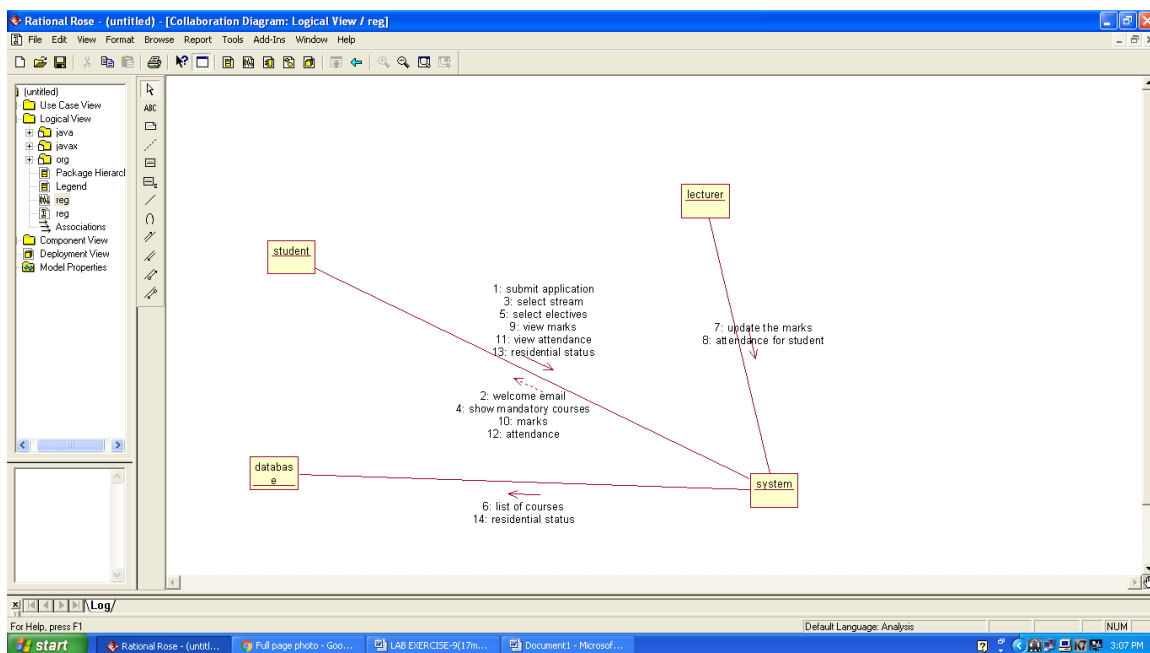 Rational Rose - (untitled) - [Collaboration Diagram: Logical View / reg]
File Edit View Format Browse Report Tools Add-Ins Window Help
(untitled)
Use Case View
Logical View
java
javax
org
Package Hierarcl
Legend
reg
reg
Associations
Component View
Deployment View
Model Properties
ABC
lecturer
student
1: submit application
3: select stream
5: select electives
9: view marks
11: view attendance
13: residential status
7: update the marks
8: attendance for student
2: welcome email
4: show mandatory courses
10: marks
12: attendance
databas
e
system
6: list of courses
14: residential status
Log
For Help, press F1
Default Language: Analysis
NUM
start
Rational Rose - (untitl...
Full page photo - Goo...
LAB EXERCISE-9(17m...
Document1 - Microsof...
3:07 PM